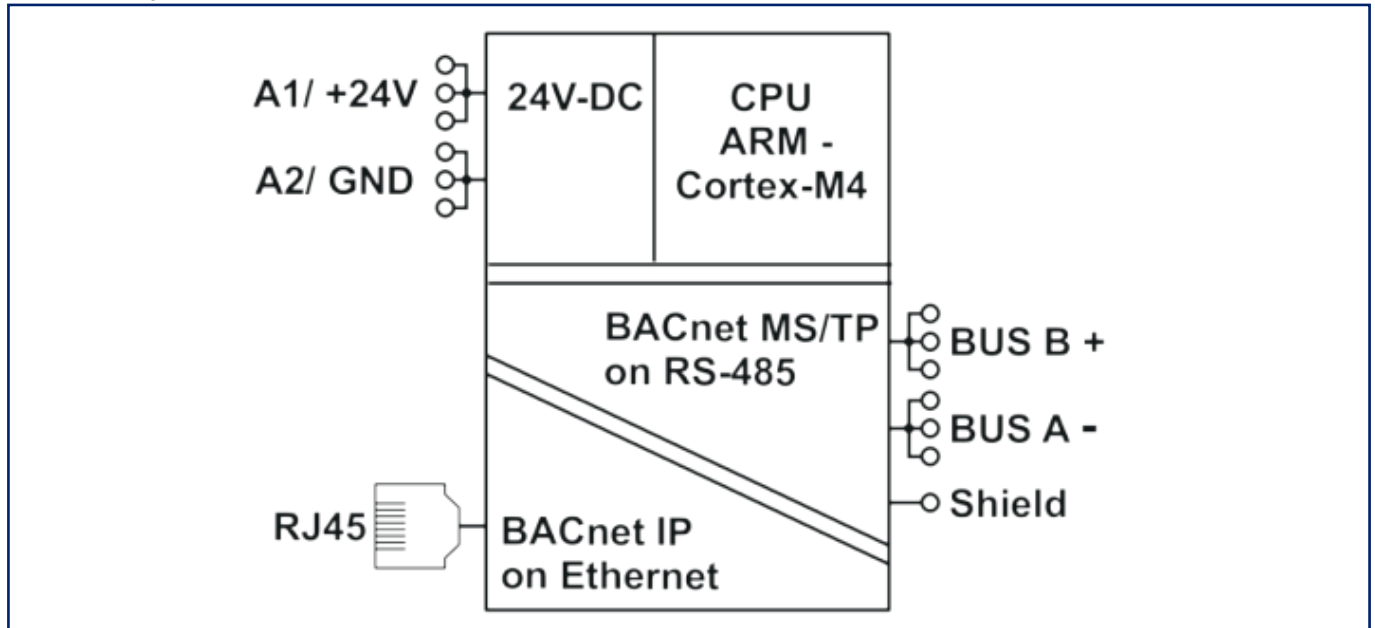 A1/ +24V
24V-DC
CPU
ARM -
Cortex-M4
A2/ GND
BACnet MS/TP
on RS-485
BUS B +
BUS A -
Shield
RJ45
BACnet IP
on Ethernet